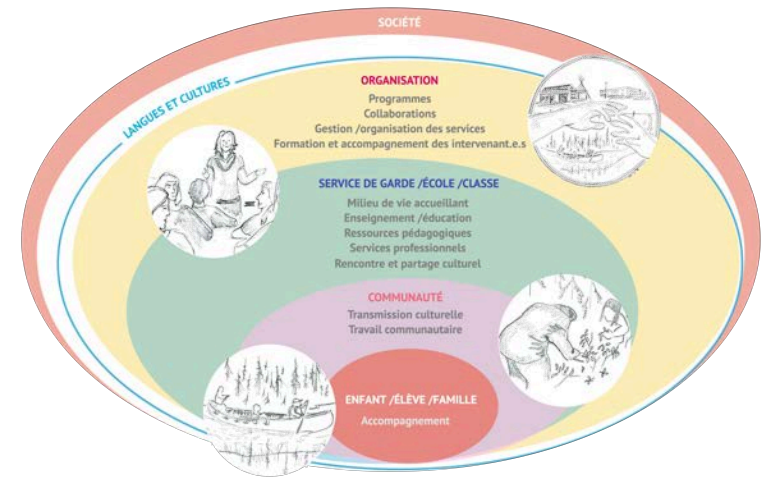 SOCIÉTÉ
LANGUES ET CULTURES
ORGANISATION
Programmes
Collaborations
Gestion /organisation des services
Formation et accompagnement des intervenant.e.s
SERVICE DE GARDE /ÉCOLE /CLASSE
Milieu de vie accueillant
Enseignement /éducation
Ressources pédagogiques
Services professionnels
Rencontre et partage culturel
COMMUNAUTÉ
Transmission culturelle
Travail communautaire
ENFANT /ÉLÈVE /FAMILLE
Accompagnement